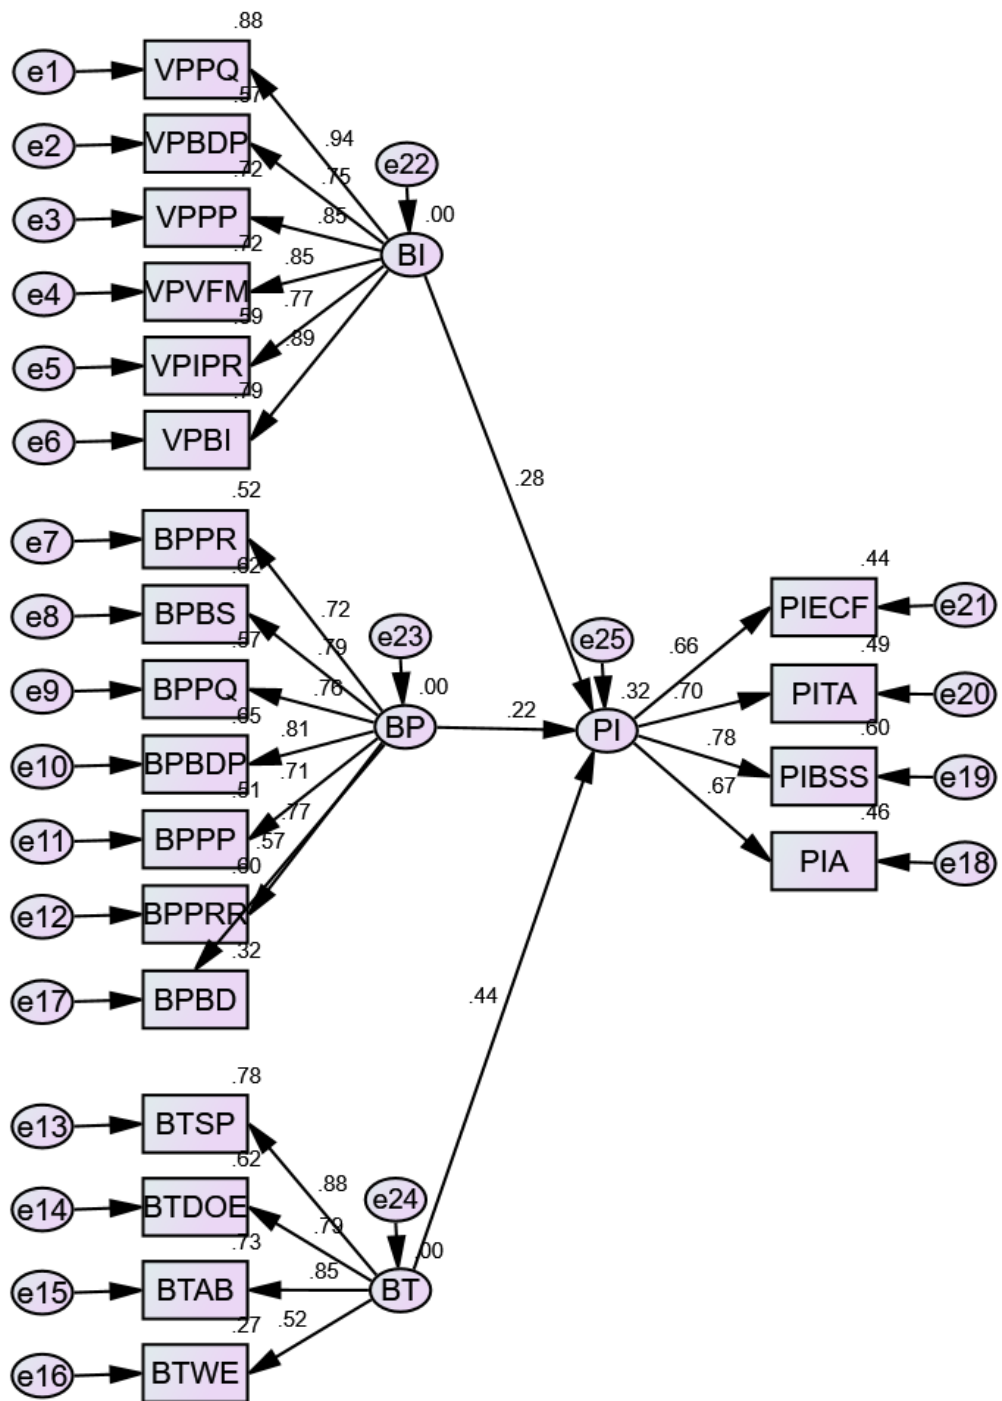 .88
e1 VPPQ
.57
e2 VPBDP
.94
.75
e22
.72
e3 VPPP
.85
.00
BI
.72
e4 VPVFM
.85
.77
.59
e5 VPIPR
.89
.79
e6 VPBI
.28
.52
e7 BPPR
.62
e8 BPBS
.72
.79
e23
.57
e9 BPPQ
.76
.00
BP
.65
e10 BPBDP
.81
.71
.51
e11 BPPP
.77
.57
.60
e12 BPPRR
.32
e17 BPBD
.22
e25
.32
PI
.44
PIECF e21
.66
.49
.70
PITA e20
.60
.78
PIBSS e19
.67
.46
PIA e18
.44
.78
e13 BTSP
.62
e14 BTDOE
.88
.79
e24
.73
e15 BTAB
.85
.00
BT
.27
.52
e16 BTWE